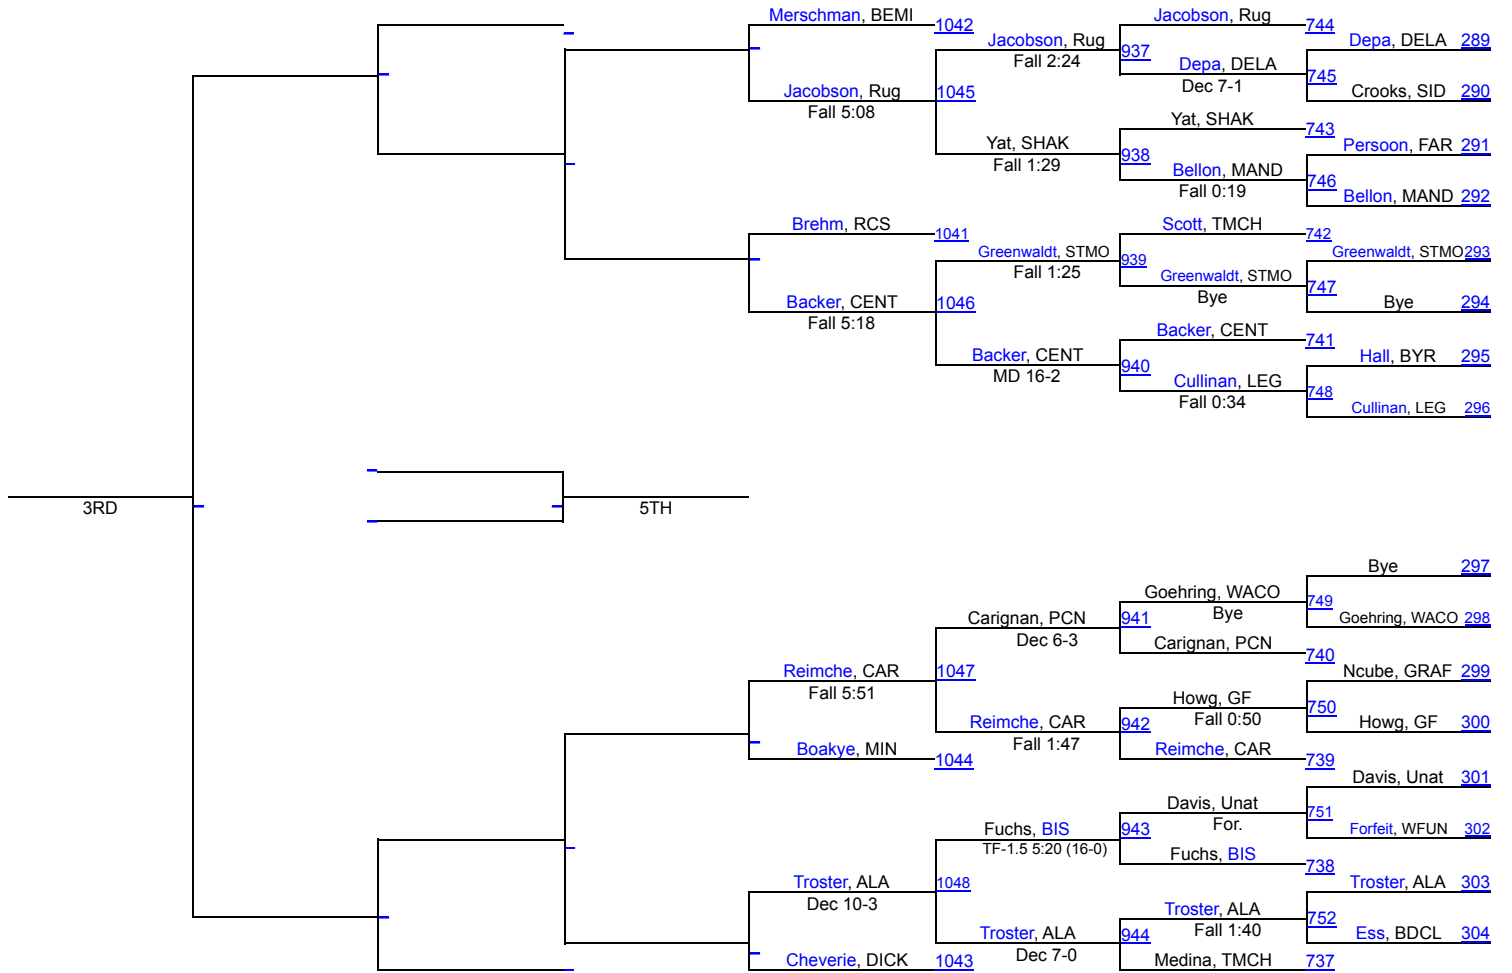 Merschman, BEMI
1042
Jacobson, Rug
744
Depa, DELA 289
Jacobson, Rug
Fall 2:24
937
Depa, DELA
Dec 7-1
745
Crooks, SID 290
Jacobson, Rug
Fall 5:08
1045
Yat, SHAK
743
Persoon, FAR 291
Yat, SHAK
Fall 1:29
938
Bellon, MAND
Fall 0:19
746
Bellon, MAND 292
Brehm, RCS
1041
Scott, TMCH
742
Greenwaldt, STMO 293
Greenwaldt, STMO
Fall 1:25
939
Greenwaldt, STMO
Bye
747
Bye 294
Backer, CENT
Fall 5:18
1046
Backer, CENT
741
Hall, BYR 295
Backer, CENT
MD 16-2
940
Cullinan, LEG
Fall 0:34
748
Cullinan, LEG 296
3RD
5TH
Bye 297
Goehring, WACO
Bye
749
Goehring, WACO 298
Carignan, PCN
Dec 6-3
941
Carignan, PCN
740
Ncube, GRAF 299
Reimche, CAR
Fall 5:51
1047
Howg, GF
Fall 0:50
750
Howg, GF 300
Reimche, CAR
Fall 1:47
942
Reimche, CAR
739
Boakye, MIN
1044
Davis, Unat 301
Davis, Unat
For.
751
Forfeit, WFUN 302
Fuchs, BIS
TF-1.5 5:20 (16-0)
943
Fuchs, BIS
738
Troster, ALA 303
Troster, ALA
Dec 10-3
1048
Troster, ALA
Fall 1:40
752
Ess, BDCL 304
Troster, ALA
Dec 7-0
944
Medina, TMCH
737
Cheverie, DICK
1043